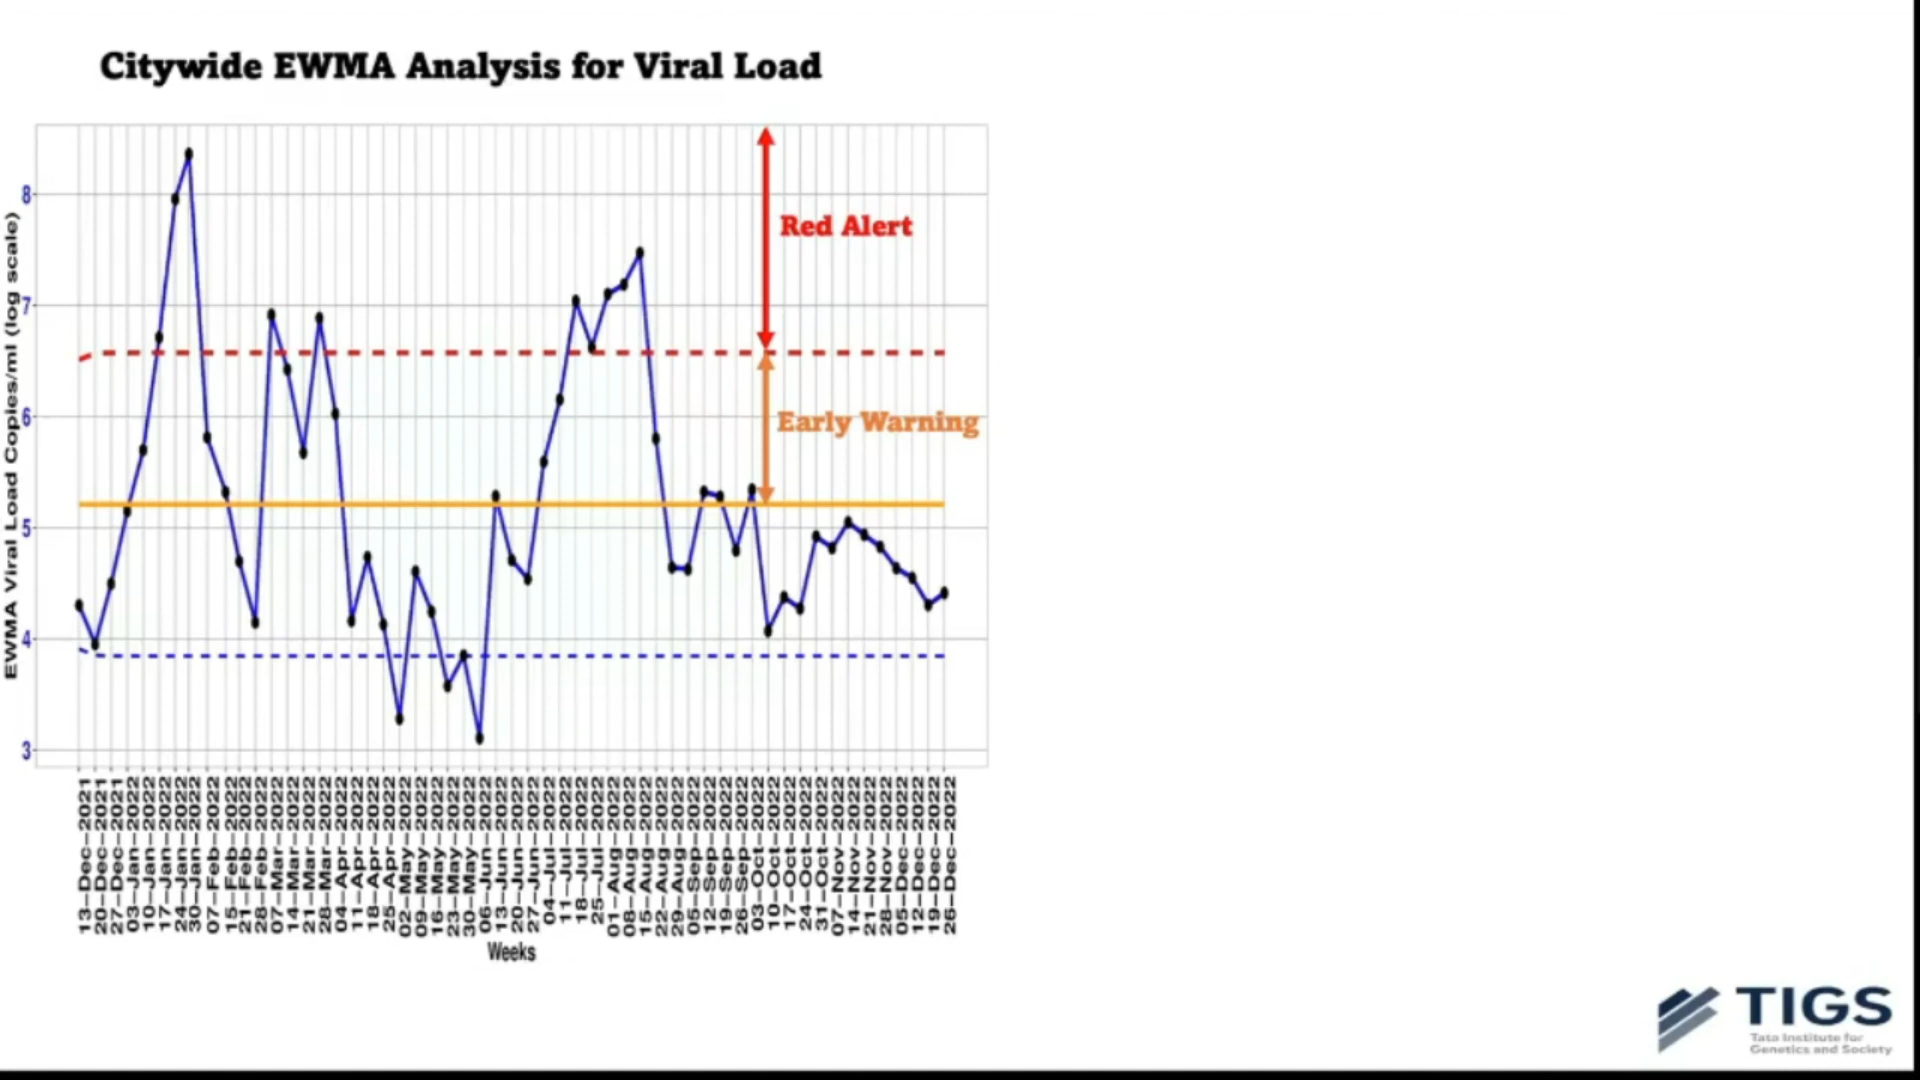 Citywide EWMA Analysis for Viral Load
EWMA Viral Load Copies/ml (log scale)
8
7
6
5
4
3
Red Alert
Early Warning
13-Dec-2021
20-Dec-2021
27-Dec-2021
03-Jan-2022
10-Jan-2022
17-Jan-2022
24-Jan-2022
30-Jan-2022
07-Feb-2022
15-Feb-2022
21-Feb-2022
28-Feb-2022
07-Mar-2022
14-Mar-2022
21-Mar-2022
28-Mar-2022
04-Apr-2022
11-Apr-2022
18-Apr-2022
25-Apr-2022
02-May-2022
09-May-2022
16-May-2022
23-May-2022
30-May-2022
06-Jun-2022
13-Jun-2022
20-Jun-2022
27-Jun-2022
04-Jul-2022
11-Jul-2022
18-Jul-2022
25-Jul-2022
01-Aug-2022
08-Aug-2022
15-Aug-2022
22-Aug-2022
29-Aug-2022
05-Sep-2022
12-Sep-2022
19-Sep-2022
26-Sep-2022
03-Oct-2022
10-Oct-2022
17-Oct-2022
24-Oct-2022
31-Oct-2022
07-Nov-2022
14-Nov-2022
21-Nov-2022
28-Nov-2022
05-Dec-2022
12-Dec-2022
19-Dec-2022
26-Dec-2022
Weeks
TIGS
Tata Institute for
Genetics and Society